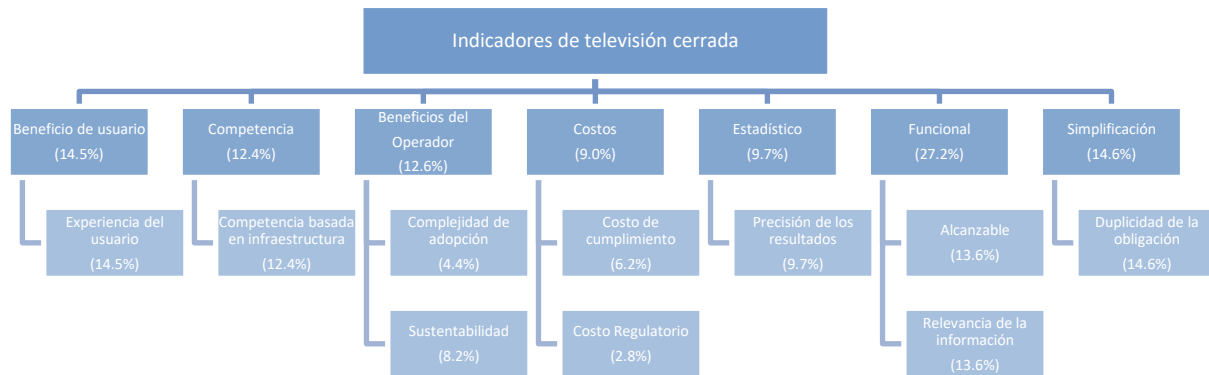 Indicadores de televisión cerrada
Beneficio de usuario
(14.5%)
Competencia
(12.4%)
Beneficios del
Operador
(12.6%)
Costos
(9.0%)
Estadístico
(9.7%)
Funcional
(27.2%)
Simplificación
(14.6%)
Experiencia del
usuario
(14.5%)
Competencia basada
en infraestructura
(12.4%)
Complejidad de
adopción
(4.4%)
Costo de
cumplimiento
(6.2%)
Precisión de los
resultados
(9.7%)
Alcanzable
(13.6%)
Duplicidad de la
obligación
(14.6%)
Sustentabilidad
(8.2%)
Costo Regulatorio
(2.8%)
Relevancia de la
información
(13.6%)